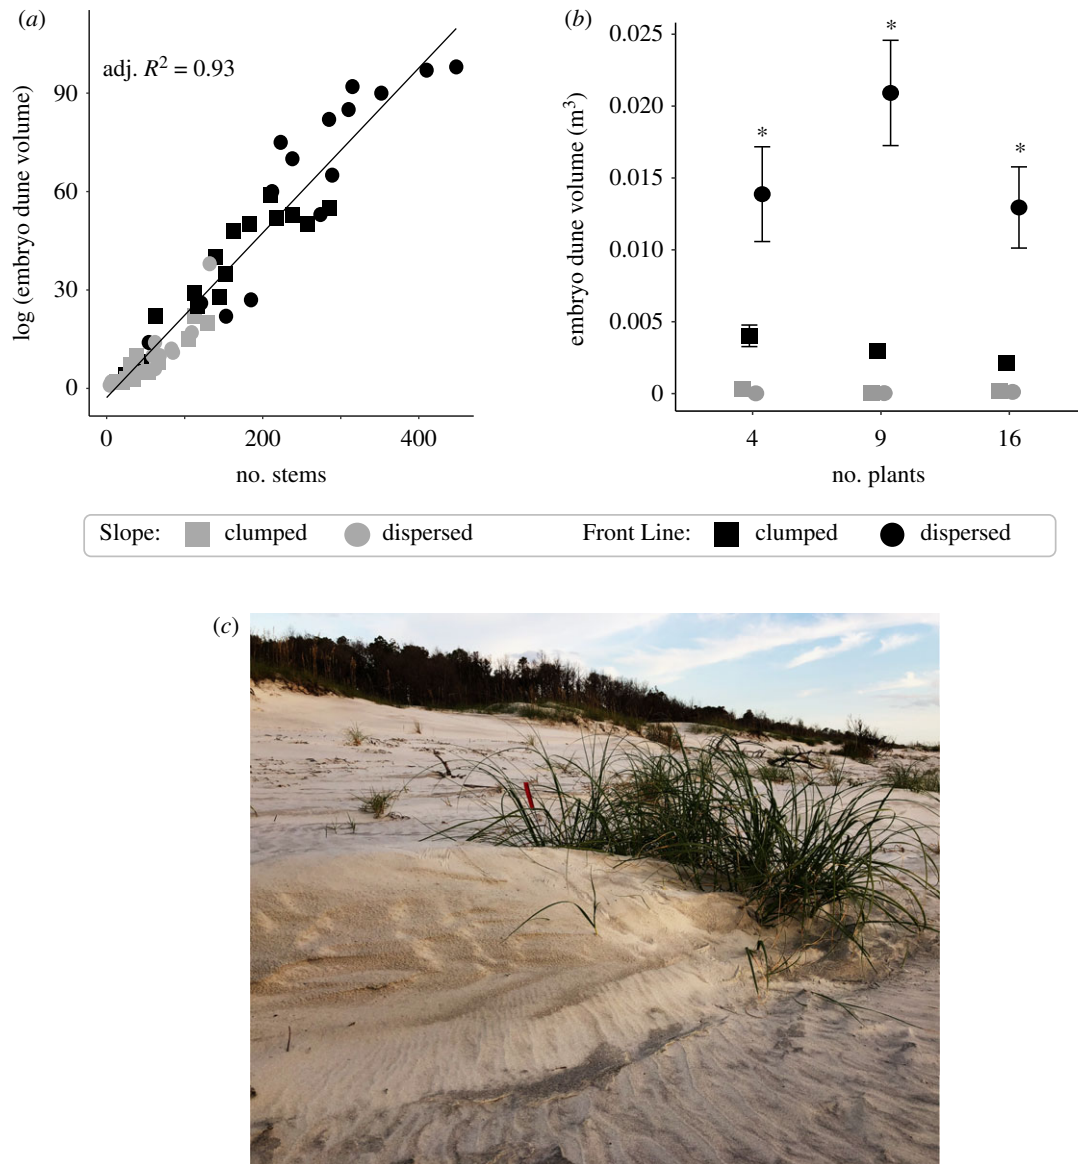 (a)
adj. R² = 0.93
log (embryo dune volume)
90
60
30
0
0 200 400
no. stems
(b)
embryo dune volume (m³)
0.025
0.020
0.015
0.010
0.005
0
*
*
*
4 9 16
no. plants
Slope: clumped dispersed Front Line: clumped dispersed
(c)